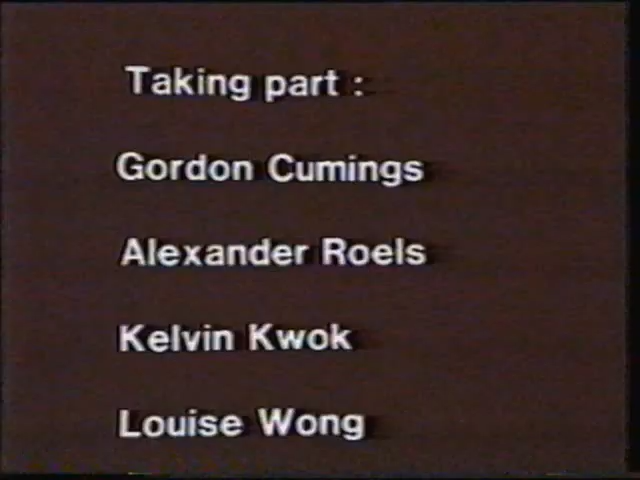 Taking part :
Gordon Cumings
Alexander Roels
Kelvin Kwok
Louise Wong